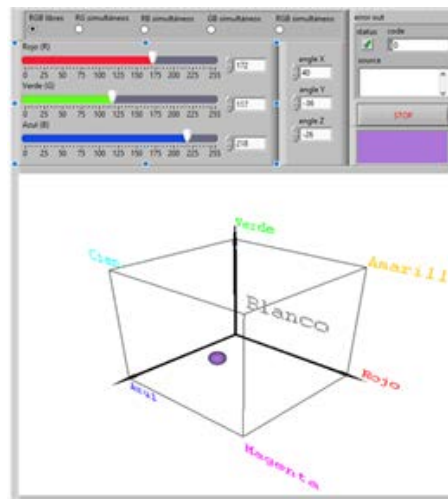 RGB libres RG simultáneos RB simultáneos GB simultáneos RGB simultáneos
error out
status code
0
source
STOP
Rojo (R)
172
0 25 50 75 100 125 150 175 200 225 255
Verde (G)
117
0 25 50 75 100 125 150 175 200 225 255
Azul (B)
218
0 25 50 75 100 125 150 175 200 225 255
angle X
40
angle Y
-36
angle Z
-26
Verde
Cian
Amarill
Blanco
Rojo
Azul
Magenta